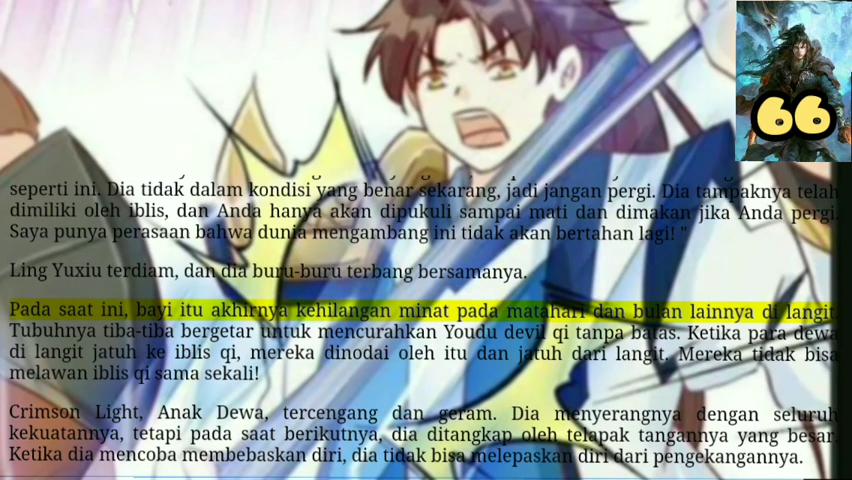 66
seperti ini. Dia tidak dalam kondisi yang benar sekarang, jadi jangan pergi. Dia tampaknya telah
dimiliki oleh iblis, dan Anda hanya akan dipukuli sampai mati dan dimakan jika Anda pergi.
Saya punya perasaan bahwa dunia mengambang ini tidak akan bertahan lagi! "
Ling Yuxiu terdiam, dan dia buru-buru terbang bersamanya.
Pada saat ini, bayi itu akhirnya kehilangan minat pada matahari dan bulan lainnya di langit.
Tubuhnya tiba-tiba bergetar untuk mencurahkan Youdu devil qi tanpa batas. Ketika para dewa
di langit jatuh ke iblis qi, mereka dinodai oleh itu dan jatuh dari langit. Mereka tidak bisa
melawan iblis qi sama sekali!
Crimson Light, Anak Dewa, tercengang dan geram. Dia menyerangnya dengan seluruh
kekuatannya, tetapi pada saat berikutnya, dia ditangkap oleh telapak tangannya yang besar.
Ketika dia mencoba membebaskan diri, dia tidak bisa melepaskan diri dari pengekangannya.